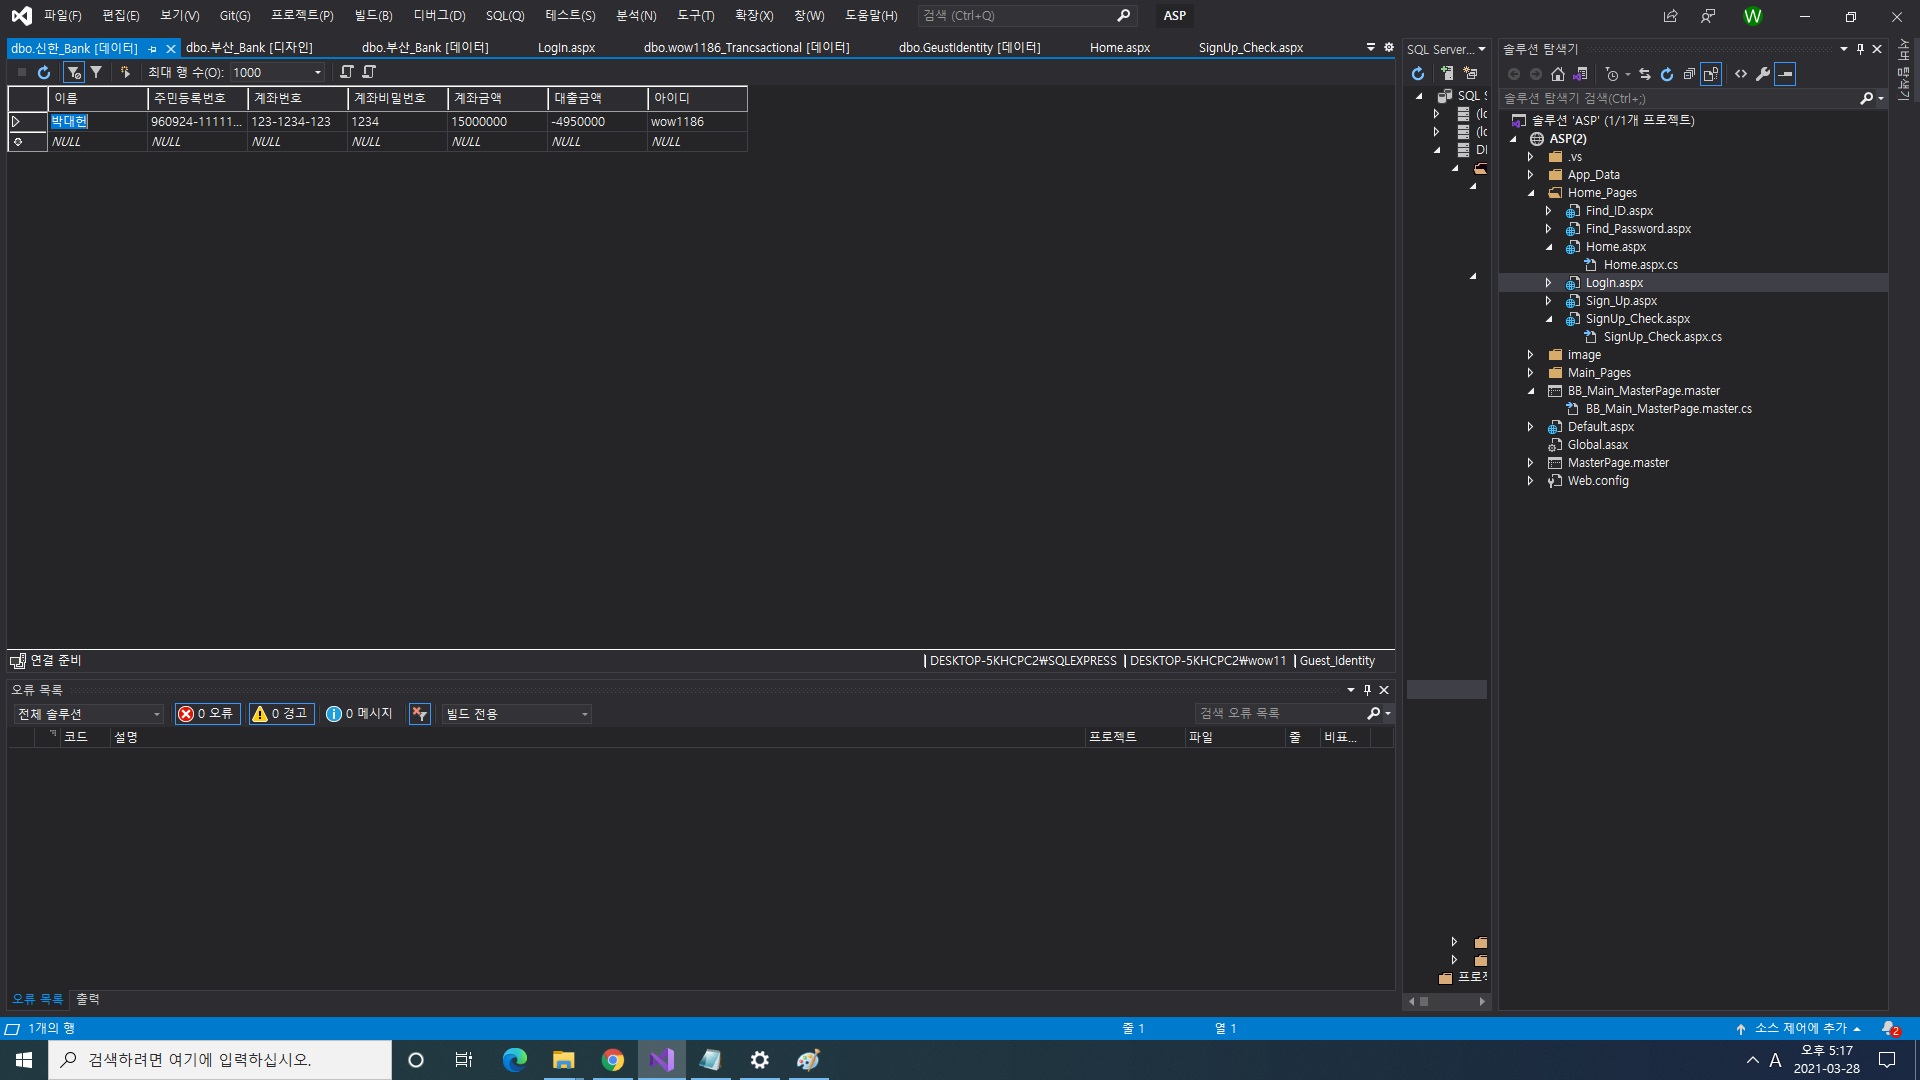 파일(F) 편집(E) 보기(V) Git(G) 프로젝트(P) 빌드(B) 디버그(D) SQL(Q) 테스트(S) 분석(N) 도구(T) 확장(X) 창(W) 도움말(H) 검색 (Ctrl+Q) ASP W
dbo.신한_Bank [데이터] dbo.부산_Bank [디자인] dbo.부산_Bank [데이터] LogIn.aspx dbo.wow1186_Trancsactional [데이터] dbo.GeustIdentity [데이터] Home.aspx SignUp_Check.aspx
최대 행 수(O): 1000
이름 주민등록번호 계좌번호 계좌비밀번호 계좌금액 대출금액 아이디
박대헌 960924-11111... 123-1234-123 1234 15000000 -4950000 wow1186
NULL NULL NULL NULL NULL NULL NULL
연결 준비 DESKTOP-5KHCPC2₩SQLEXPRESS DESKTOP-5KHCPC2₩wow11 Guest_Identity
오류 목록
전체 솔루션 0 오류 0 경고 0 메시지 빌드 전용 검색 오류 목록
코드 설명 프로젝트 파일 줄 비표...
오류 목록 출력
SQL Server...
SQL S
(lo
(lo
DE
프로젝
솔루션 탐색기
솔루션 탐색기 검색(Ctrl+;)
솔루션 'ASP' (1/1개 프로젝트)
ASP(2)
.vs
App_Data
Home_Pages
Find_ID.aspx
Find_Password.aspx
Home.aspx
Home.aspx.cs
LogIn.aspx
Sign_Up.aspx
SignUp_Check.aspx
SignUp_Check.aspx.cs
image
Main_Pages
BB_Main_MasterPage.master
BB_Main_MasterPage.master.cs
Default.aspx
Global.asax
MasterPage.master
Web.config
서버 탐색기
1개의 행 줄 1 열 1 소스 제어에 추가 2
검색하려면 여기에 입력하십시오. A 오후 5:17
2021-03-28